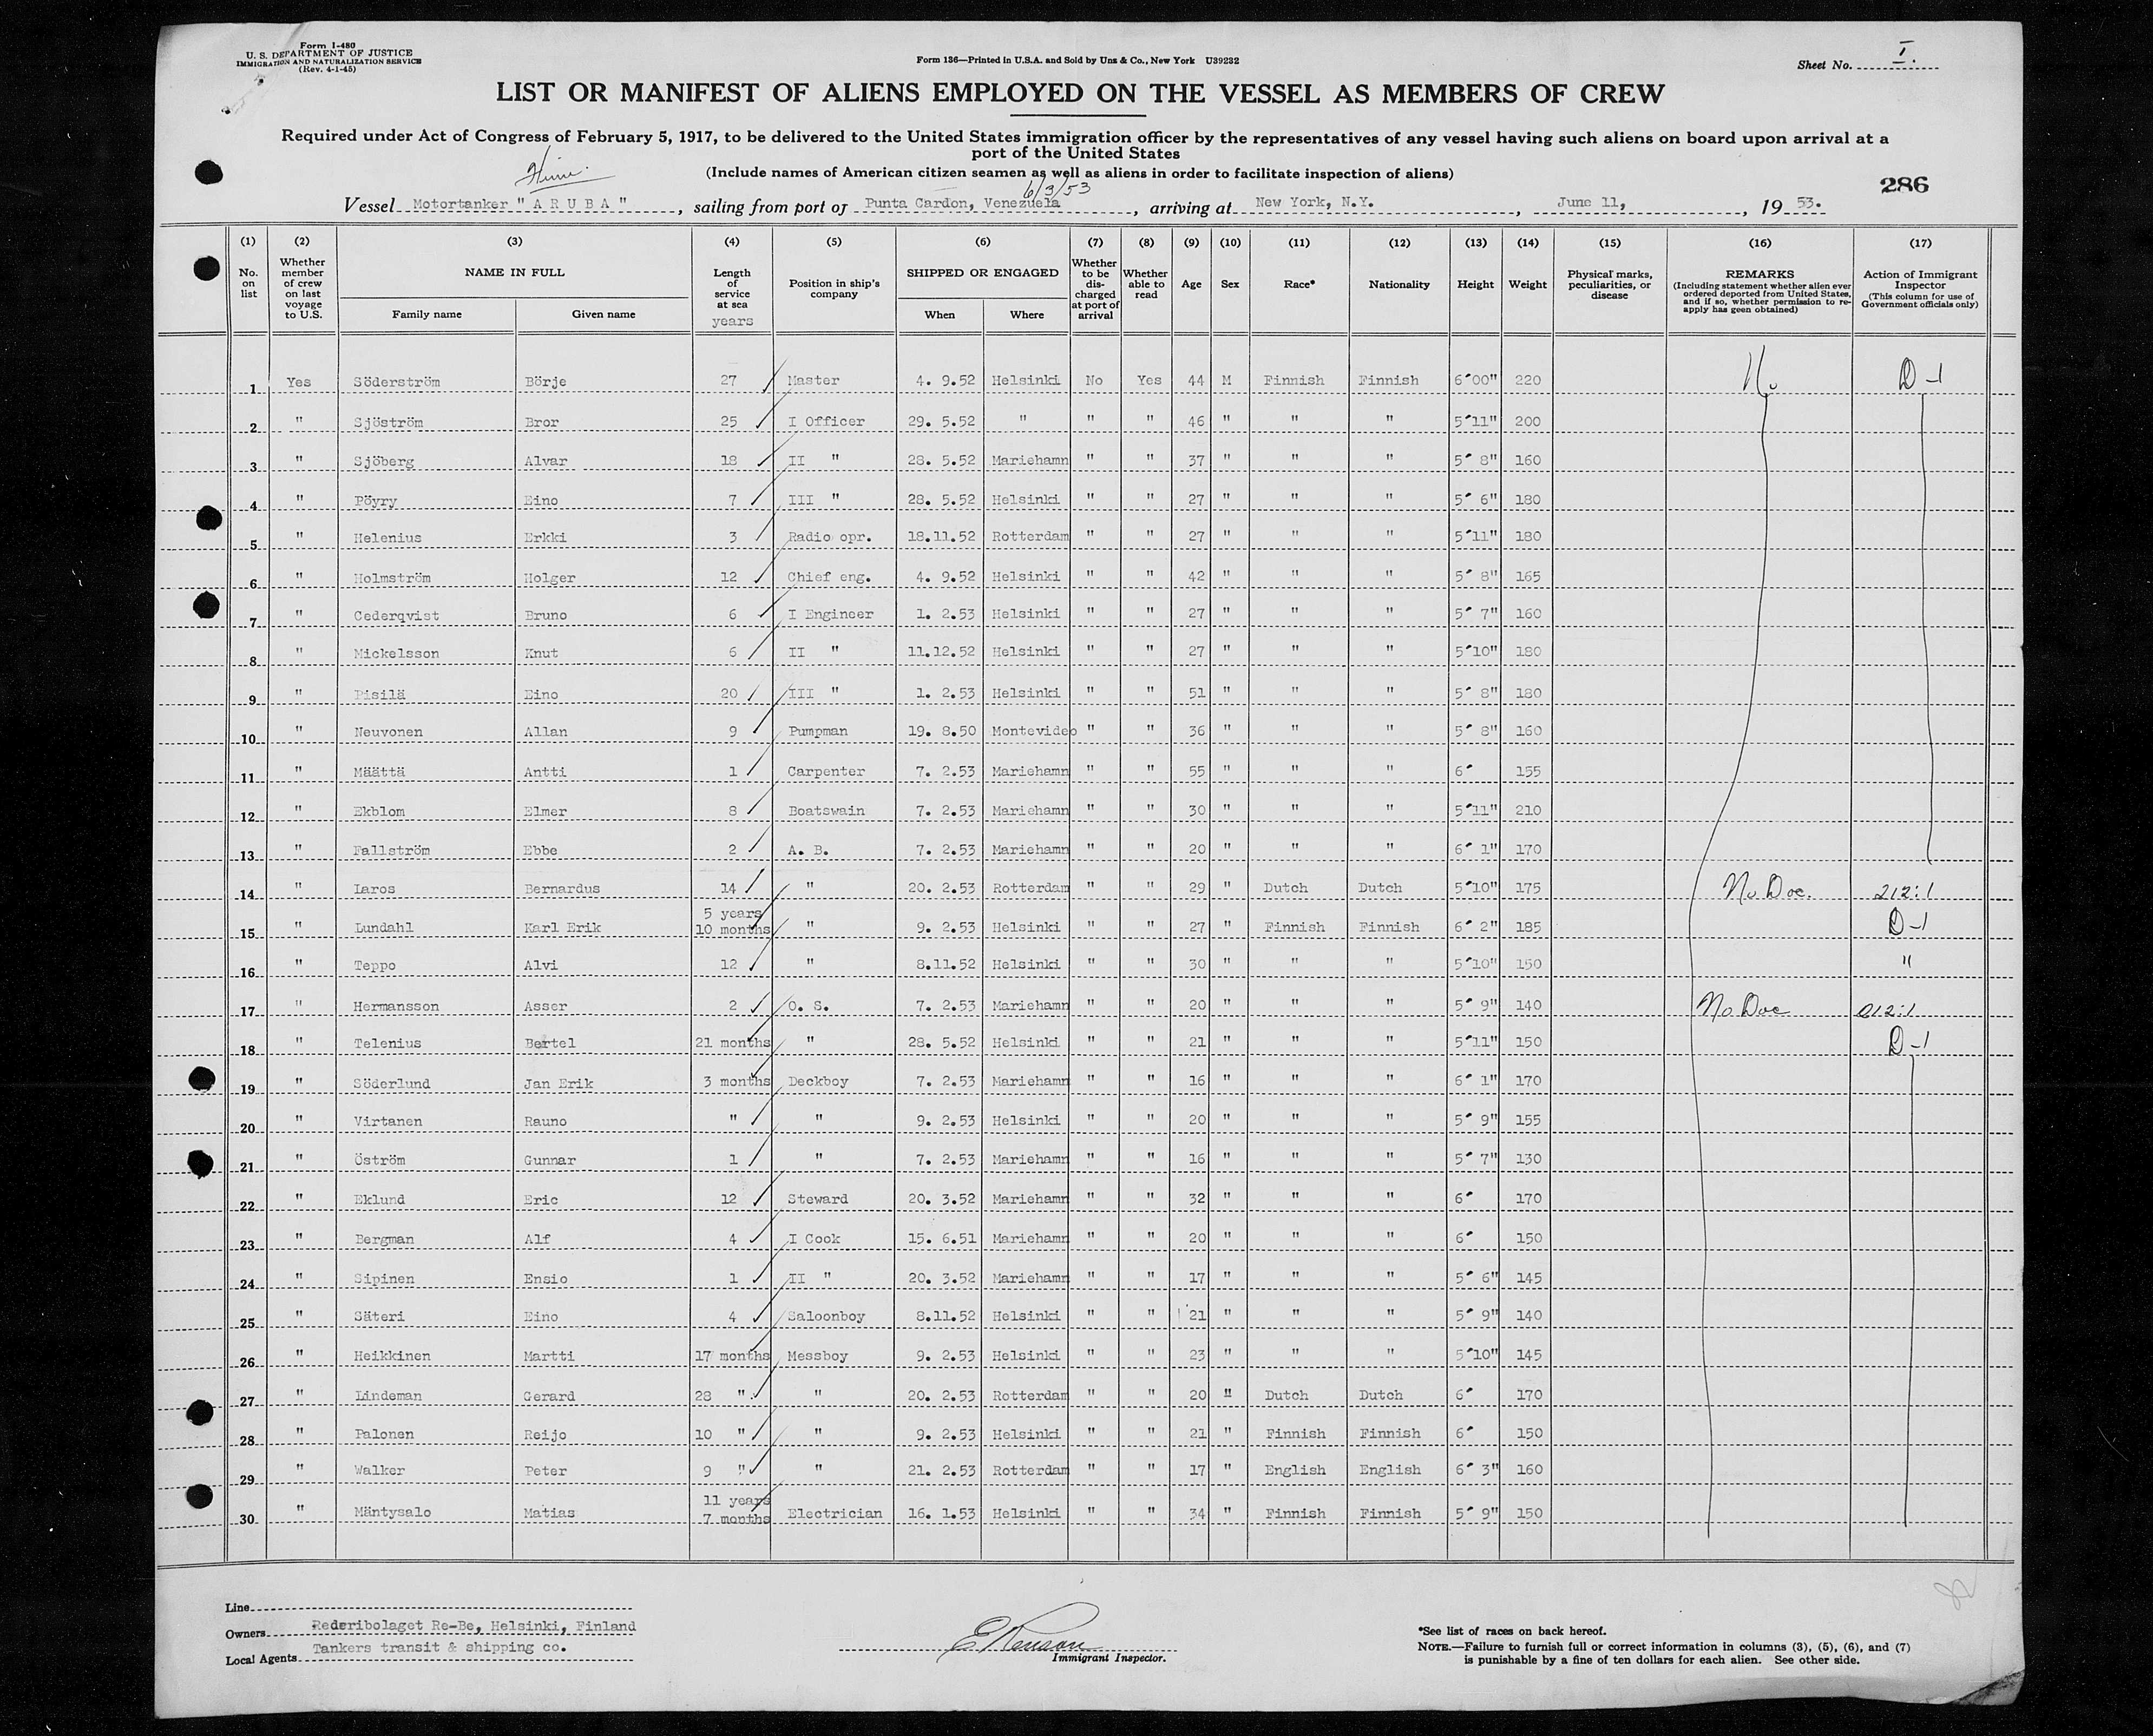 Form I-480
U. S. DEPARTMENT OF JUSTICE
IMMIGRATION AND NATURALIZATION SERVICE
(Rev. 4-1-45)
Form 136—Printed in U.S.A. and Sold by Unz & Co., New York U39232
Sheet No. I.
LIST OR MANIFEST OF ALIENS EMPLOYED ON THE VESSEL AS MEMBERS OF CREW
Required under Act of Congress of February 5, 1917, to be delivered to the United States immigration officer by the representatives of any vessel having such aliens on board upon arrival at a
port of the United States
(Include names of American citizen seamen as well as aliens in order to facilitate inspection of aliens)
6/3/53
286
Vessel Motortanker "ARUBA", sailing from port of Punta Cardon, Venezuela, arriving at New York, N.Y., June 11, 19 53.
(1) (2) (3) (4) (5) (6) (7) (8) (9) (10) (11) (12) (13) (14) (15) (16) (17)
No. on list
Whether member of crew on last voyage to U.S.
NAME IN FULL
Family name Given name
Length of service at sea years
Position in ship's company
SHIPPED OR ENGAGED
When Where
Whether to be discharged at port of arrival
Whether able to read
Age Sex Race* Nationality Height Weight
Physical marks, peculiarities, or disease
REMARKS
(Including statement whether alien ever ordered deported from United States, and if so, whether permission to re-apply has geen obtained)
Action of Immigrant Inspector
(This column for use of Government officials only)
1 Yes Söderström Börje 27 Master 4. 9.52 Helsinki No Yes 44 M Finnish Finnish 6'00" 220 No D-1
2 " Sjöström Bror 25 I Officer 29. 5.52 " " " 46 " " " 5'11" 200
3 " Sjöberg Alvar 18 II " 28. 5.52 Mariehamn " " 37 " " " 5' 8" 160
4 " Pöyry Eino 7 III " 28. 5.52 Helsinki " " 27 " " " 5' 6" 180
5 " Helenius Erkki 3 Radio opr. 18.11.52 Rotterdam " " 27 " " " 5'11" 180
6 " Holmström Holger 12 Chief eng. 4. 9.52 Helsinki " " 42 " " " 5' 8" 165
7 " Cederqvist Bruno 6 I Engineer 1. 2.53 Helsinki " " 27 " " " 5' 7" 160
8 " Mickelsson Knut 6 II " 11.12.52 Helsinki " " 27 " " " 5'10" 180
9 " Pisilä Eino 20 III " 1. 2.53 Helsinki " " 51 " " " 5' 8" 180
10 " Neuvonen Allan 9 Pumpman 19. 8.50 Montevideo " " 36 " " " 5' 8" 160
11 " Määttä Antti 1 Carpenter 7. 2.53 Mariehamn " " 55 " " " 6' 155
12 " Ekblom Elmer 8 Boatswain 7. 2.53 Mariehamn " " 30 " " " 5'11" 210
13 " Fallström Ebbe 2 A. B. 7. 2.53 Mariehamn " " 20 " " " 6' 1" 170
14 " Laros Bernardus 14 " 20. 2.53 Rotterdam " " 29 " Dutch Dutch 5'10" 175 No Doc. 212:1
15 " Lundahl Karl Erik 5 years 10 months " 9. 2.53 Helsinki " " 27 " Finnish Finnish 6' 2" 185 D-1
16 " Teppo Alvi 12 " 8.11.52 Helsinki " " 30 " " " 5'10" 150 "
17 " Hermansson Asser 2 O. S. 7. 2.53 Mariehamn " " 20 " " " 5' 9" 140 No Doc 212:1
18 " Telenius Bertel 21 months " 28. 5.52 Helsinki " " 21 " " " 5'11" 150 D-1
19 " Söderlund Jan Erik 3 months Deckboy 7. 2.53 Mariehamn " " 16 " " " 6' 1" 170
20 " Virtanen Rauno " " 9. 2.53 Helsinki " " 20 " " " 5' 9" 155
21 " Öström Gunnar 1 " 7. 2.53 Mariehamn " " 16 " " " 5' 7" 130
22 " Eklund Eric 12 Steward 20. 3.52 Mariehamn " " 32 " " " 6' 170
23 " Bergman Alf 4 I Cook 15. 6.51 Mariehamn " " 20 " " " 6' 150
24 " Sipinen Ensio 1 II " 20. 3.52 Mariehamn " " 17 " " " 5' 6" 145
25 " Säteri Eino 4 Saloonboy 8.11.52 Helsinki " " 21 " " " 5' 9" 140
26 " Heikkinen Martti 17 months Messboy 9. 2.53 Helsinki " " 23 " " " 5'10" 145
27 " Lindeman Gerard 28 " " 20. 2.53 Rotterdam " " 20 " Dutch Dutch 6' 170
28 " Palonen Reijo 10 " " 9. 2.53 Helsinki " " 21 " Finnish Finnish 6' 150
29 " Walker Peter 9 " " 21. 2.53 Rotterdam " " 17 " English English 6' 3" 160
30 " Mäntysalo Matias 11 years 7 months Electrician 16. 1.53 Helsinki " " 34 " Finnish Finnish 5' 9" 150
Line
Owners Rederibolaget Re-Be, Helsinki, Finland
Local Agents Tankers transit & shipping co.
Immigrant Inspector.
*See list of races on back hereof.
NOTE.—Failure to furnish full or correct information in columns (3), (5), (6), and (7)
is punishable by a fine of ten dollars for each alien. See other side.